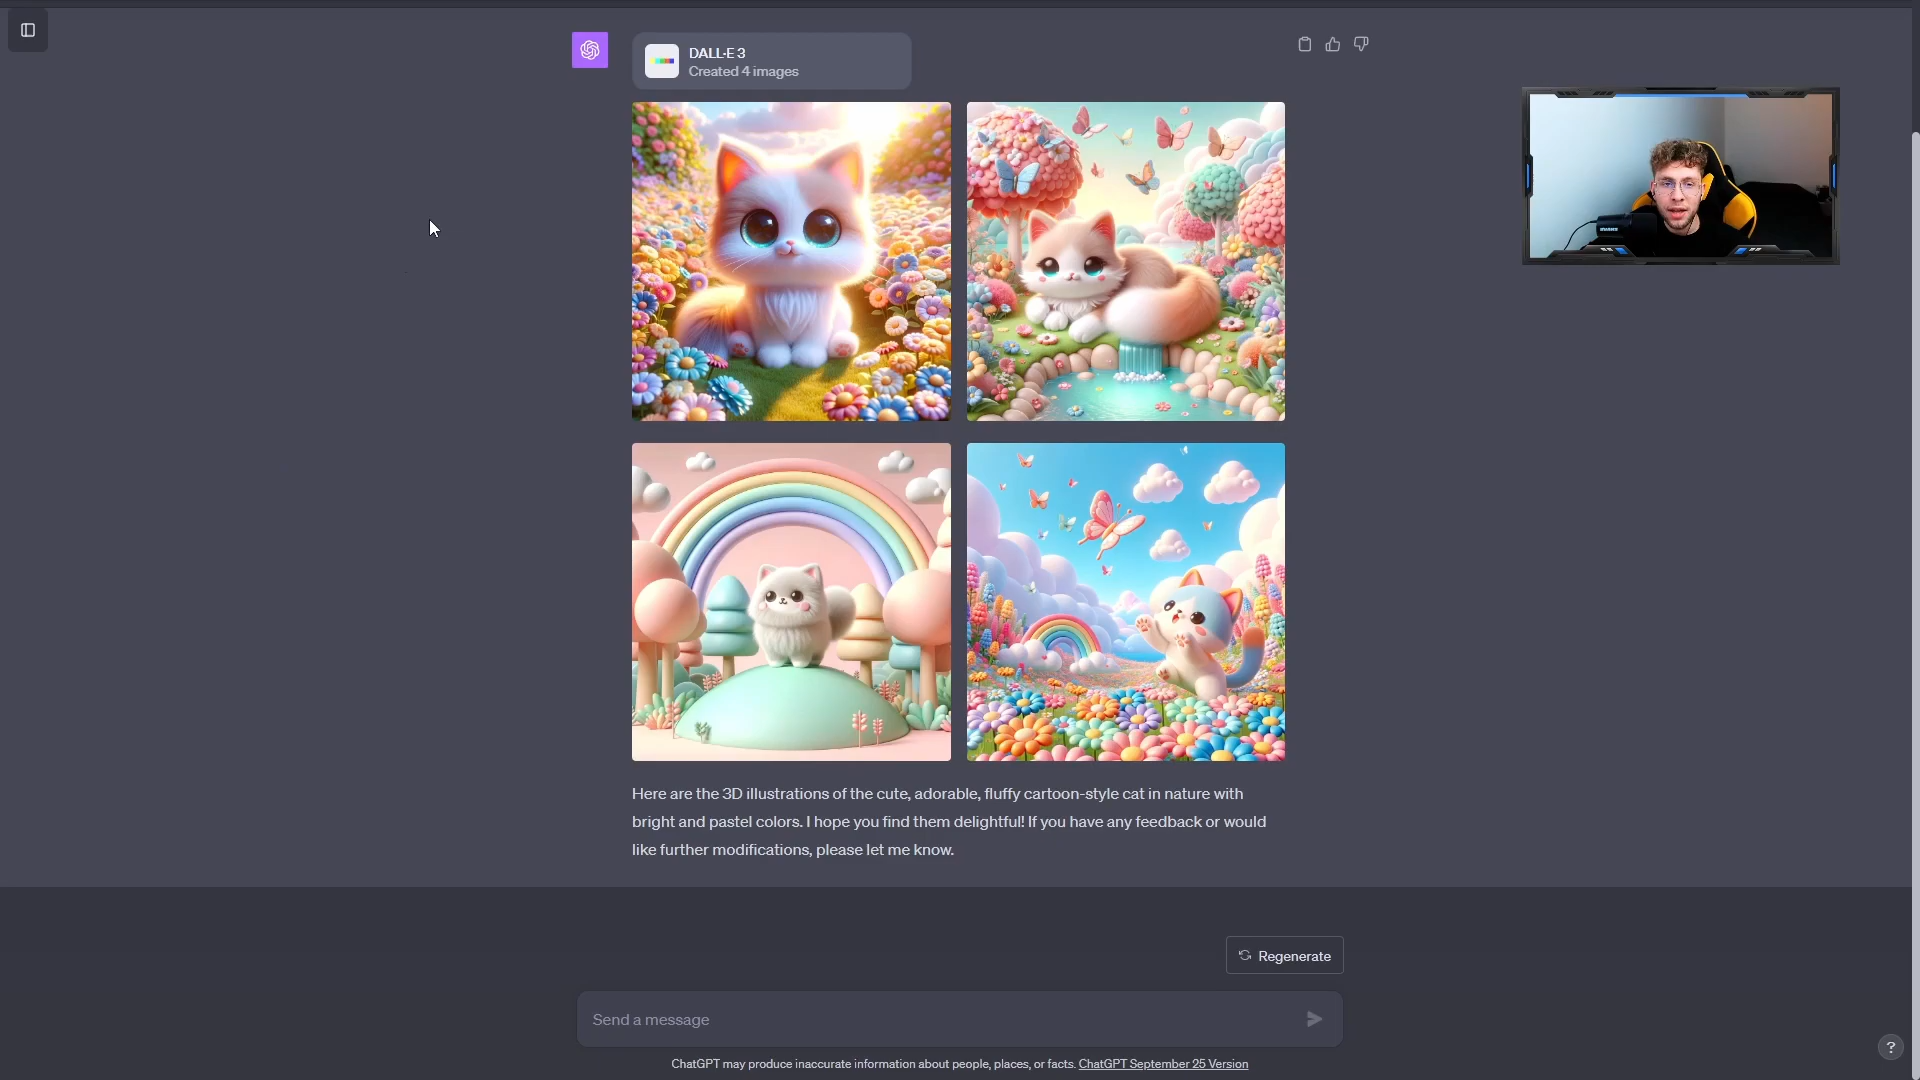 DALL·E 3
Created 4 images
Here are the 3D illustrations of the cute, adorable, fluffy cartoon-style cat in nature with
bright and pastel colors. I hope you find them delightful! If you have any feedback or would
like further modifications, please let me know.
Regenerate
Send a message
ChatGPT may produce inaccurate information about people, places, or facts. ChatGPT September 25 Version
?